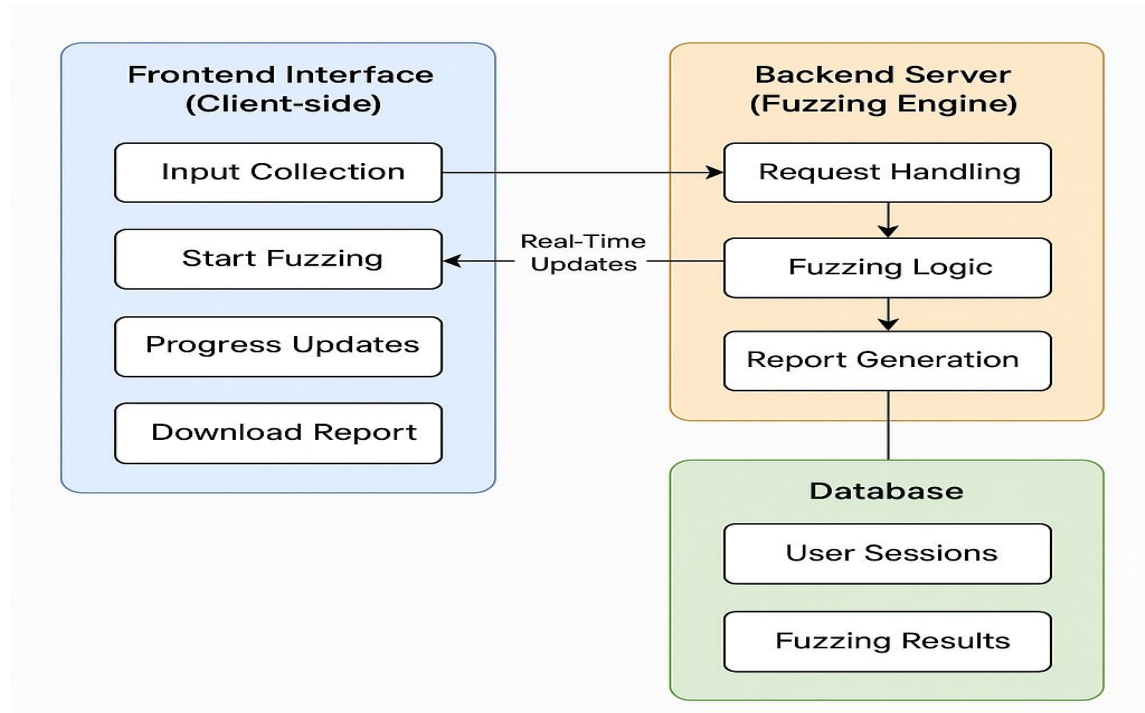 Frontend Interface
(Client-side)
Input Collection
Start Fuzzing
Progress Updates
Download Report
Real-Time
Updates
Backend Server
(Fuzzing Engine)
Request Handling
Fuzzing Logic
Report Generation
Database
User Sessions
Fuzzing Results